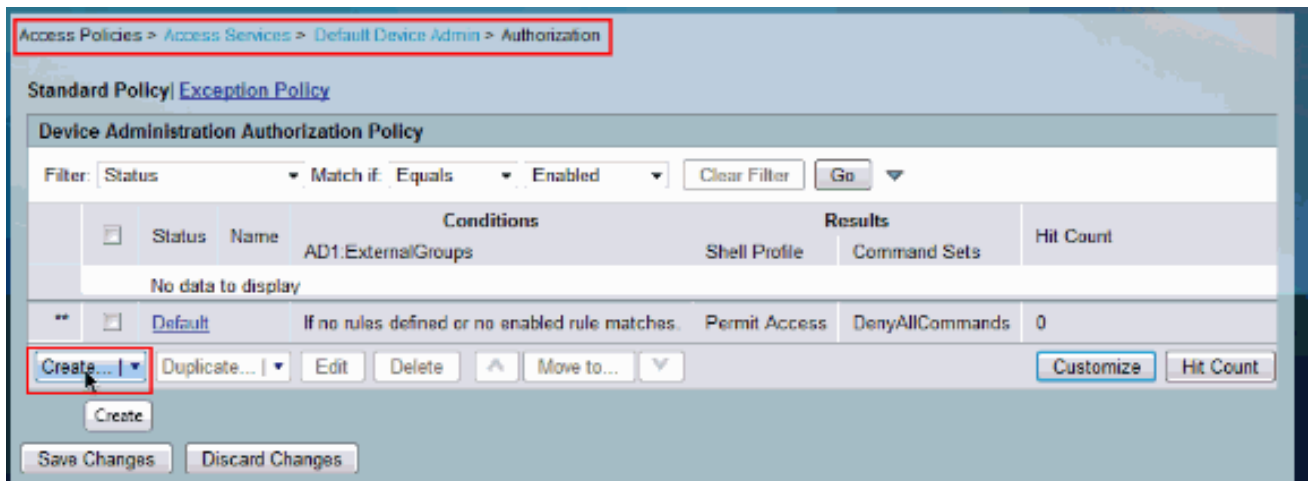 Access Policies > Access Services > Default Device Admin > Authorization
Standard Policy| Exception Policy
Device Administration Authorization Policy
Filter: Status Match if: Equals Enabled Clear Filter Go
Conditions Results
Status Name AD1:ExternalGroups Shell Profile Command Sets Hit Count
No data to display
** Default If no rules defined or no enabled rule matches. Permit Access DenyAllCommands 0
Create... | Duplicate... | Edit Delete Move to... Customize Hit Count
Create
Save Changes Discard Changes